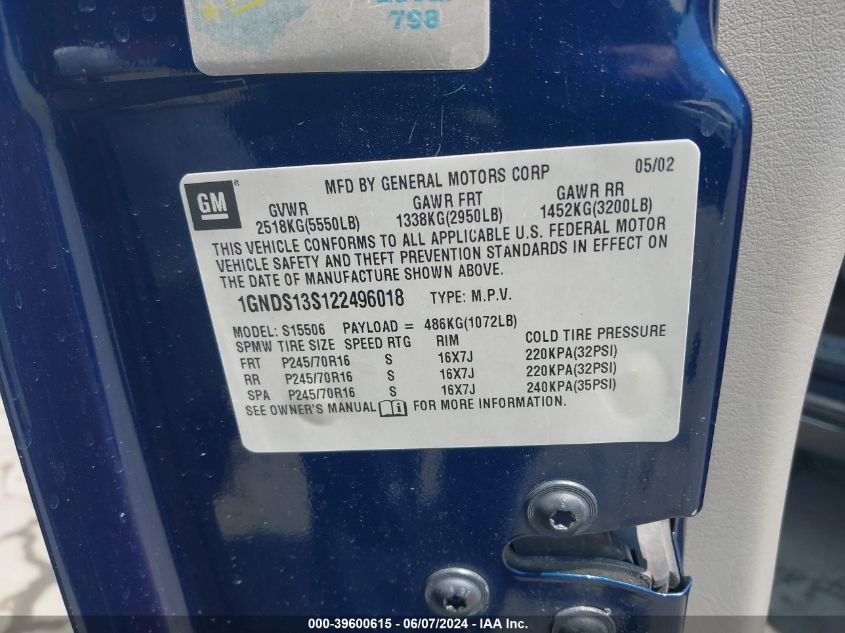 798
GM
MFD BY GENERAL MOTORS CORP 05/02
GVWR GAWR FRT GAWR RR
2518KG(5550LB) 1338KG(2950LB) 1452KG(3200LB)
THIS VEHICLE CONFORMS TO ALL APPLICABLE U.S. FEDERAL MOTOR
VEHICLE SAFETY AND THEFT PREVENTION STANDARDS IN EFFECT ON
THE DATE OF MANUFACTURE SHOWN ABOVE.
1GNDS13S122496018 TYPE: M.P.V.
MODEL: S15506 PAYLOAD = 486KG(1072LB)
SPMW TIRE SIZE SPEED RTG RIM COLD TIRE PRESSURE
FRT P245/70R16 S 16X7J 220KPA(32PSI)
RR P245/70R16 S 16X7J 220KPA(32PSI)
SPA P245/70R16 S 16X7J 240KPA(35PSI)
SEE OWNER'S MANUAL FOR MORE INFORMATION.
000-39600615 - 06/07/2024 - IAA Inc.